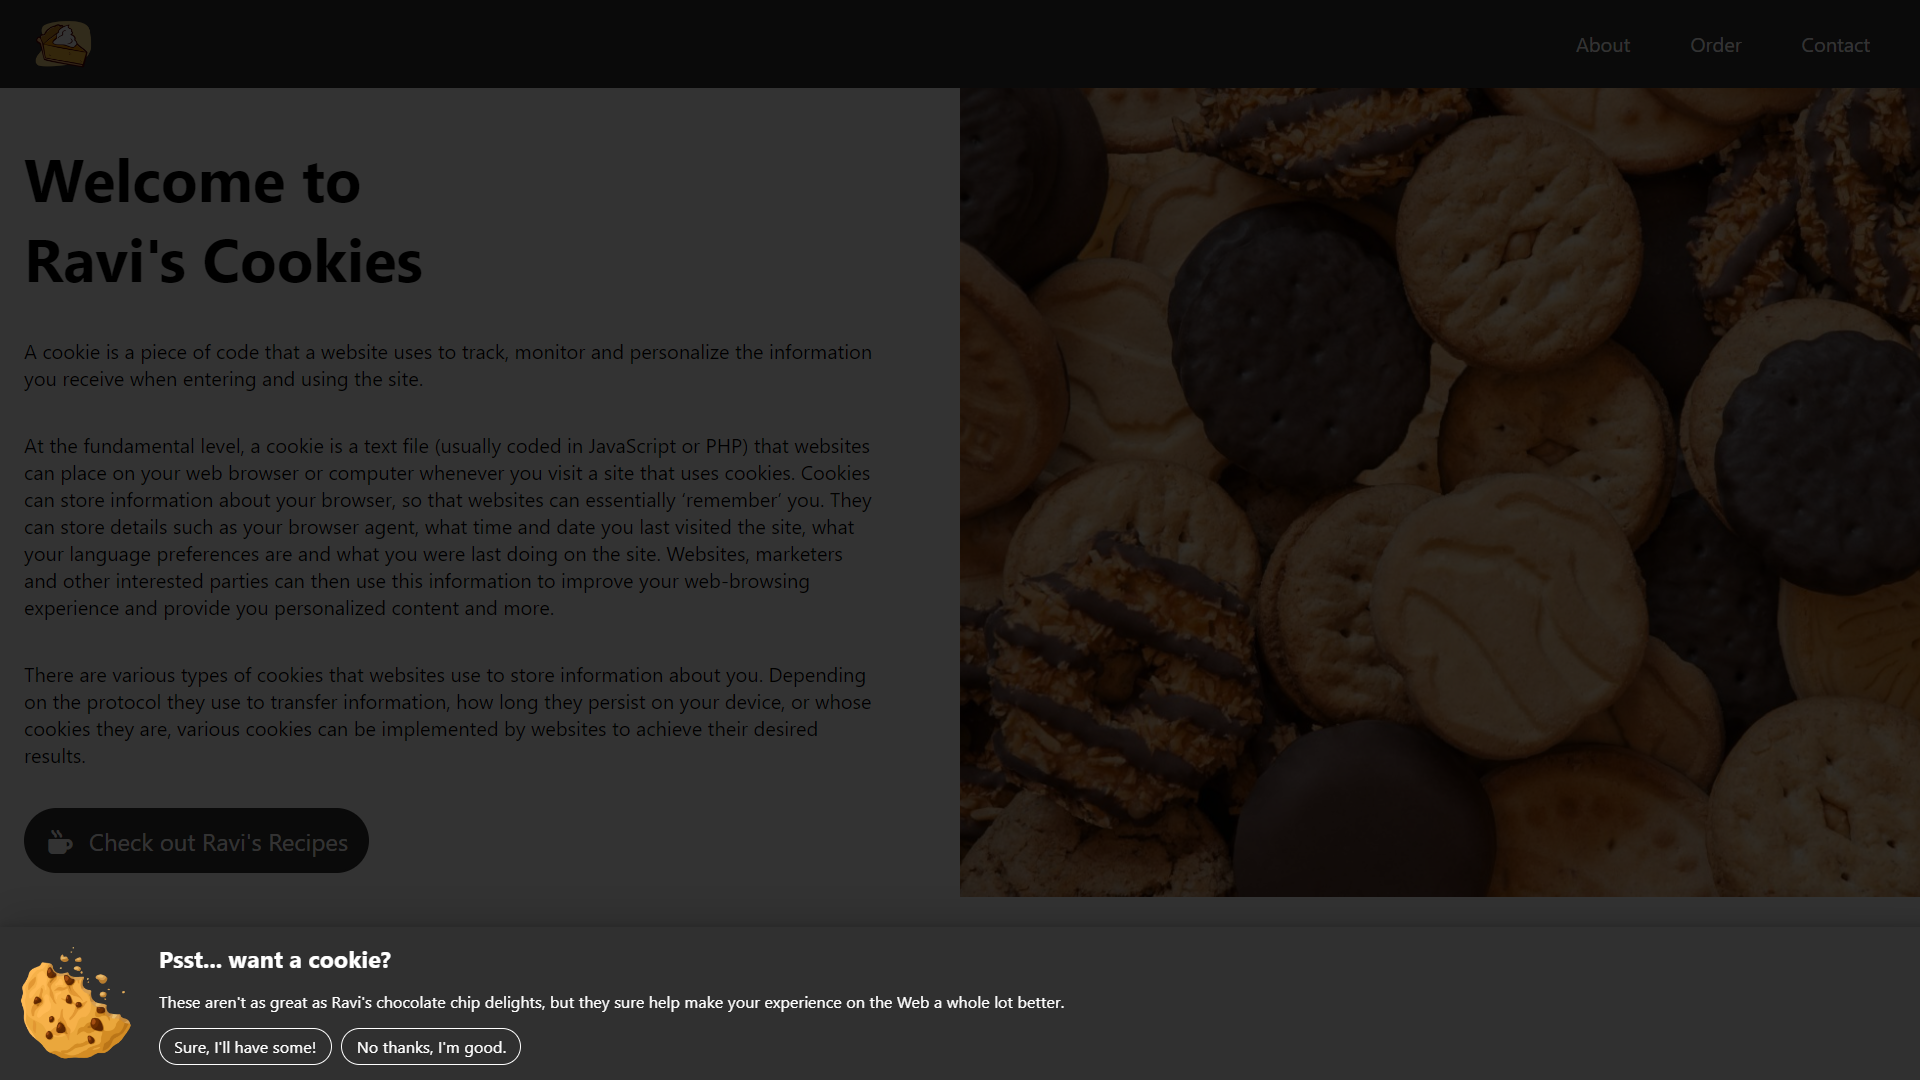 About
Order
Contact
Welcome to
Ravi's Cookies
A cookie is a piece of code that a website uses to track, monitor and personalize the information
you receive when entering and using the site.
At the fundamental level, a cookie is a text file (usually coded in JavaScript or PHP) that websites
can place on your web browser or computer whenever you visit a site that uses cookies. Cookies
can store information about your browser, so that websites can essentially ‘remember’ you. They
can store details such as your browser agent, what time and date you last visited the site, what
your language preferences are and what you were last doing on the site. Websites, marketers
and other interested parties can then use this information to improve your web-browsing
experience and provide you personalized content and more.
There are various types of cookies that websites use to store information about you. Depending
on the protocol they use to transfer information, how long they persist on your device, or whose
cookies they are, various cookies can be implemented by websites to achieve their desired
results.
Check out Ravi's Recipes
Psst... want a cookie?
These aren't as great as Ravi's chocolate chip delights, but they sure help make your experience on the Web a whole lot better.
Sure, I'll have some!
No thanks, I'm good.